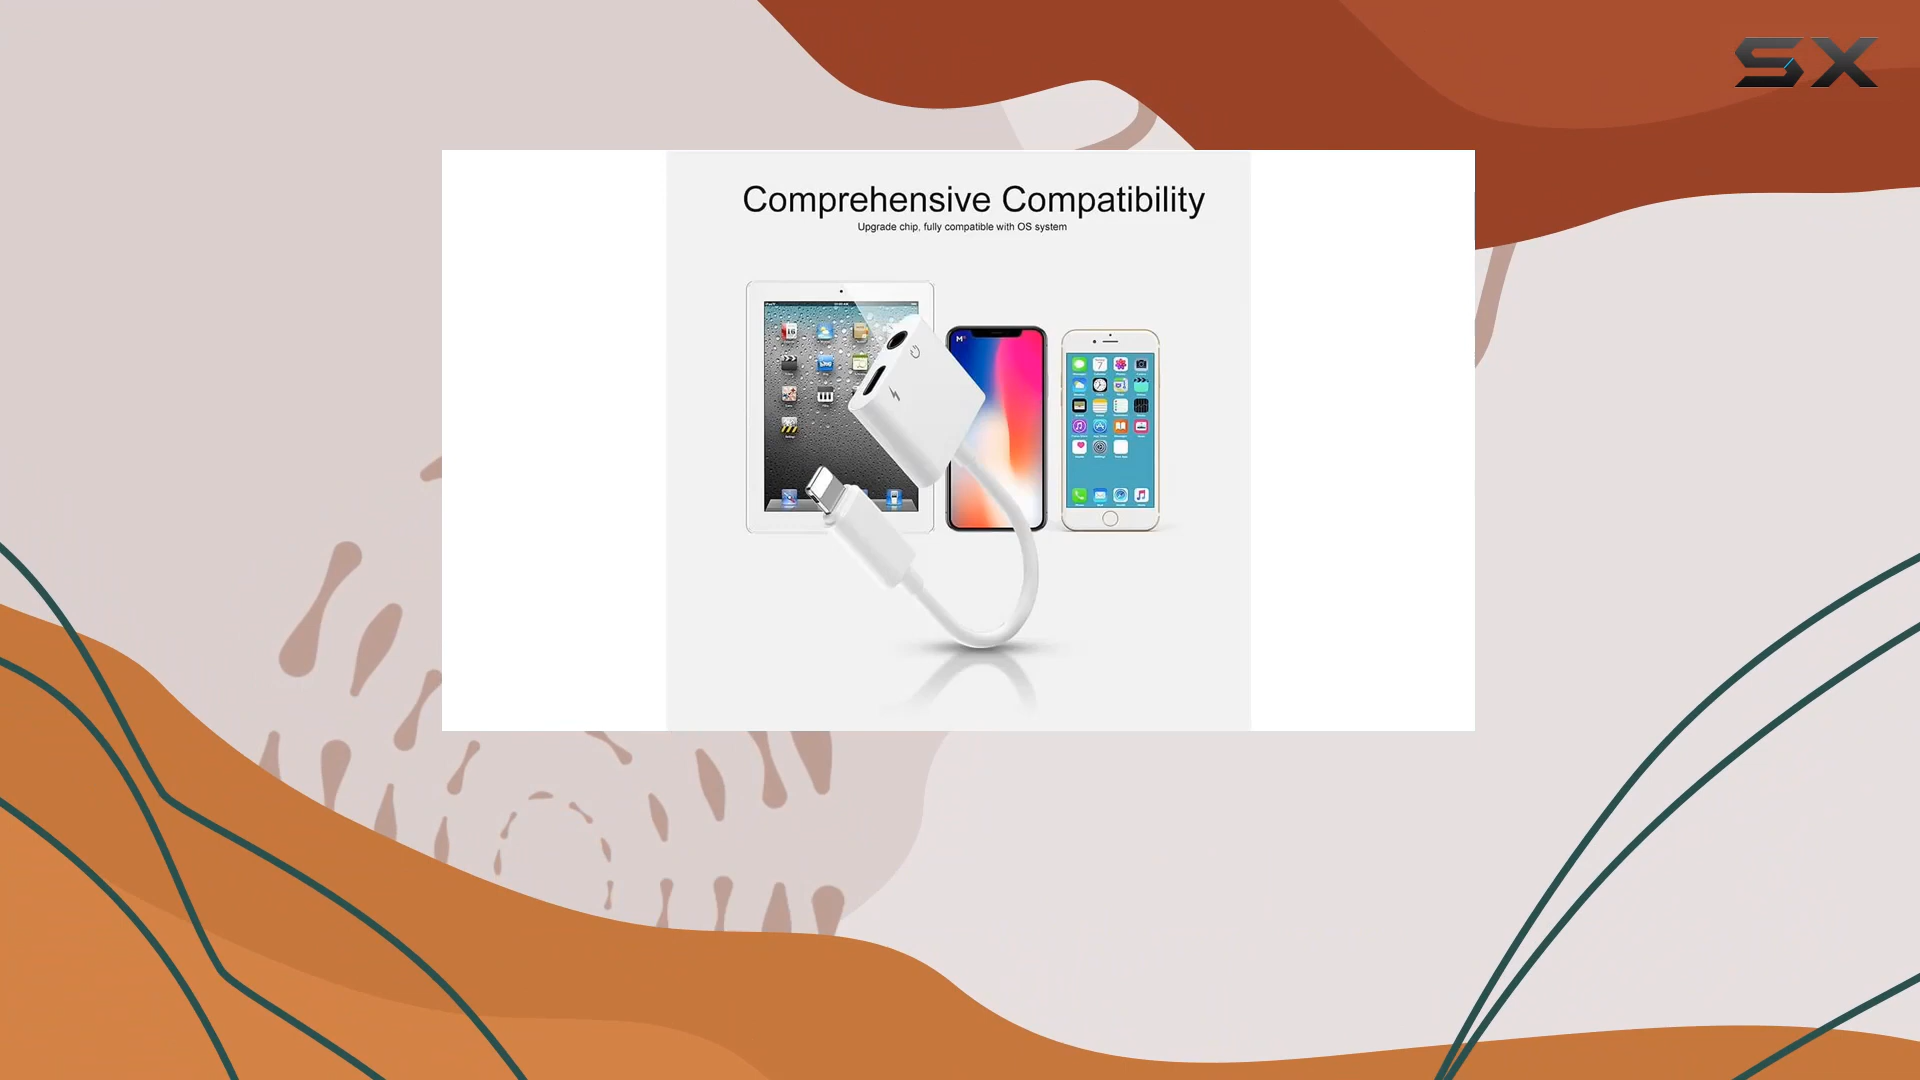 SX
Comprehensive Compatibility
Upgrade chip, fully compatible with OS system